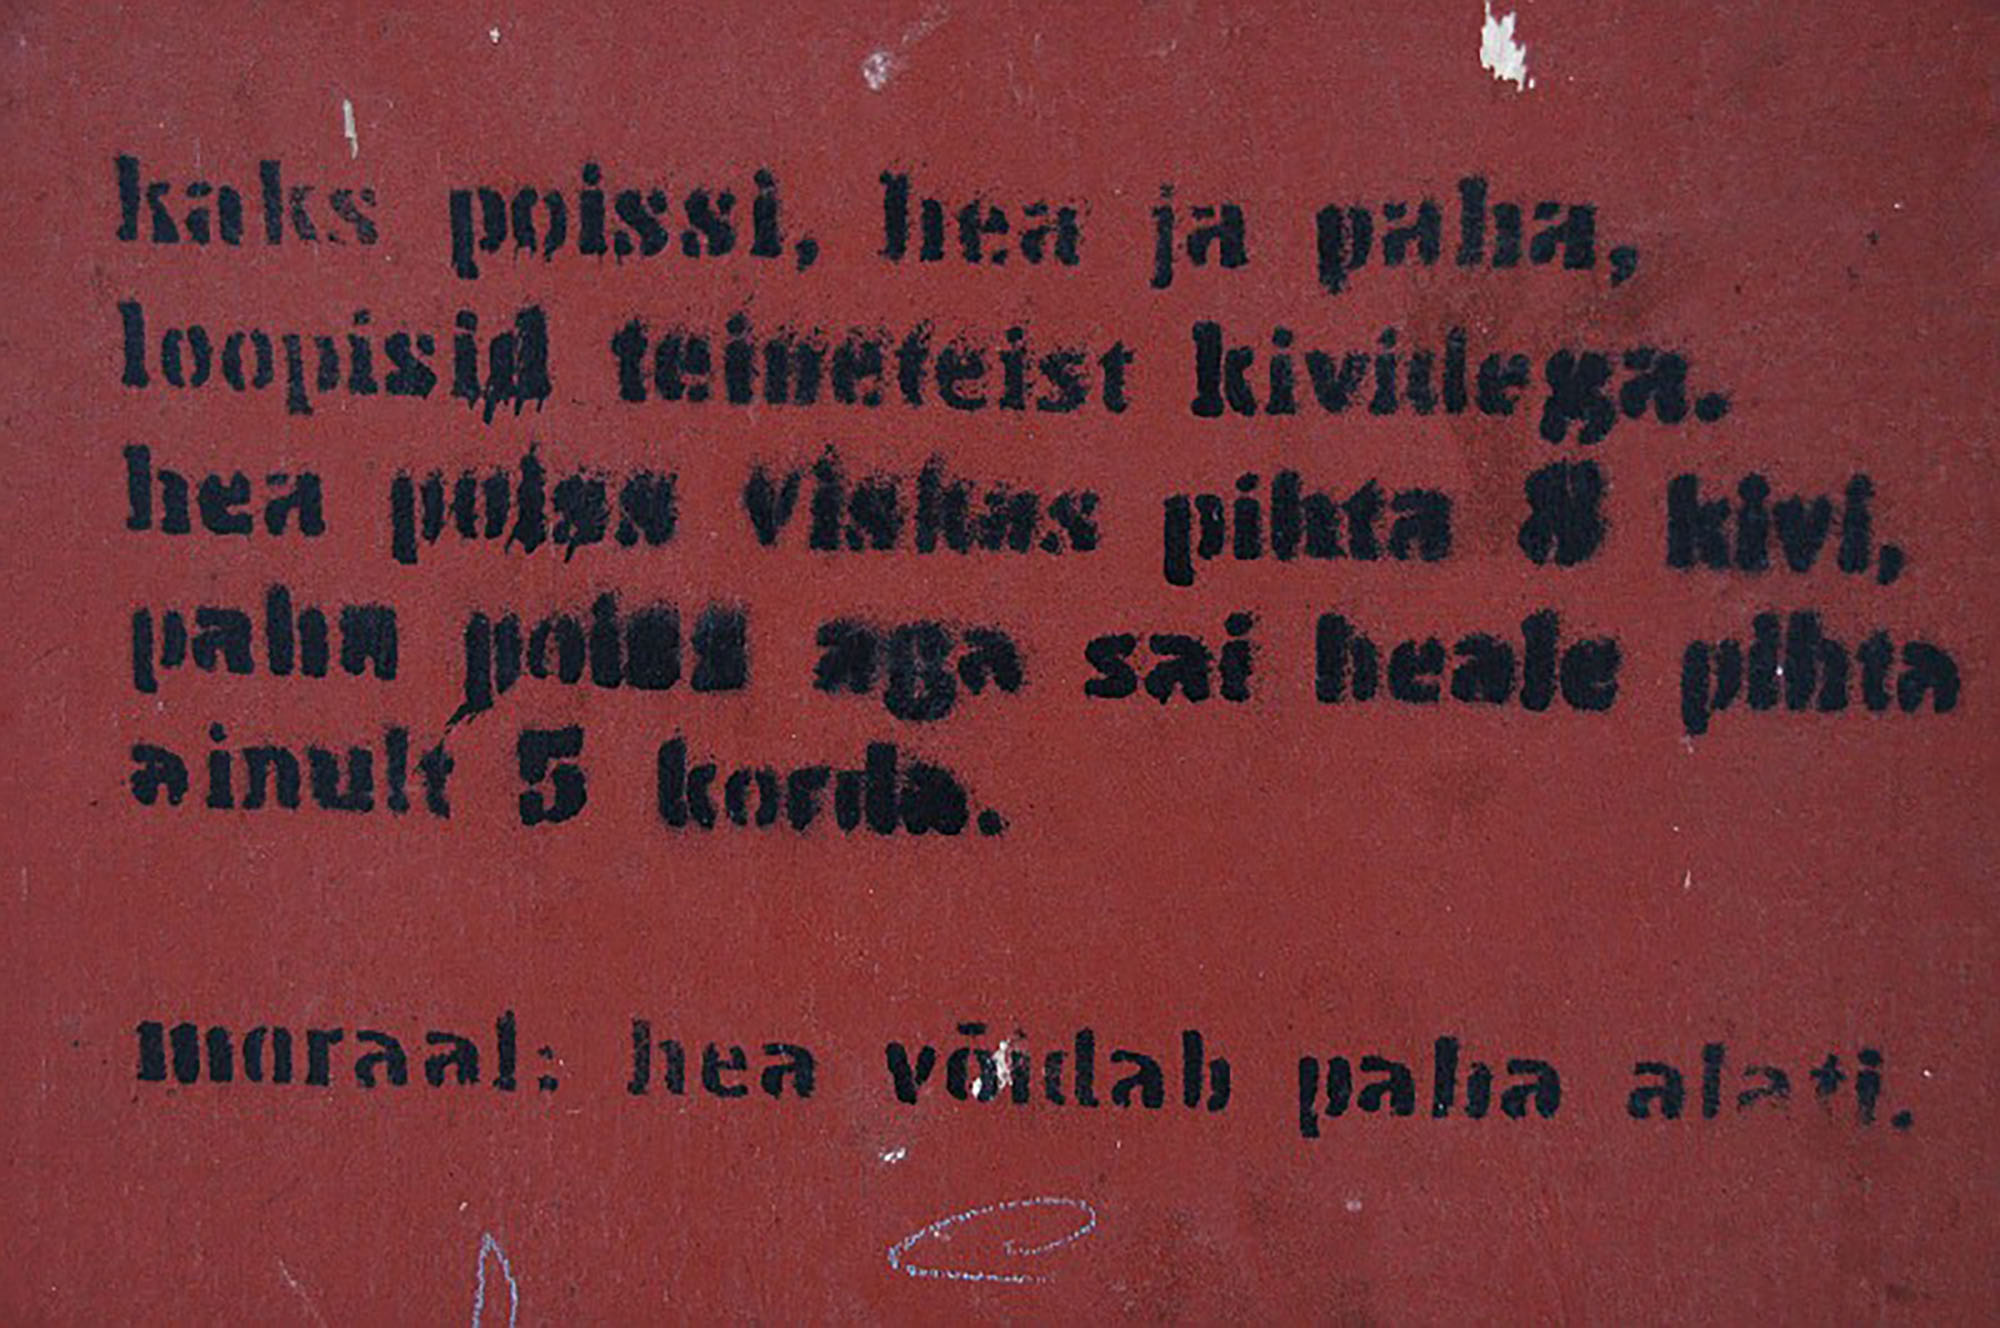 kaks poissi, hea ja paha,
loopisid teineteist kividega.
hea poiss viskas pihta 8 kivi,
paha poiss aga sai heale pihta
ainult 5 korda.
moraal: hea võidab paha alati.